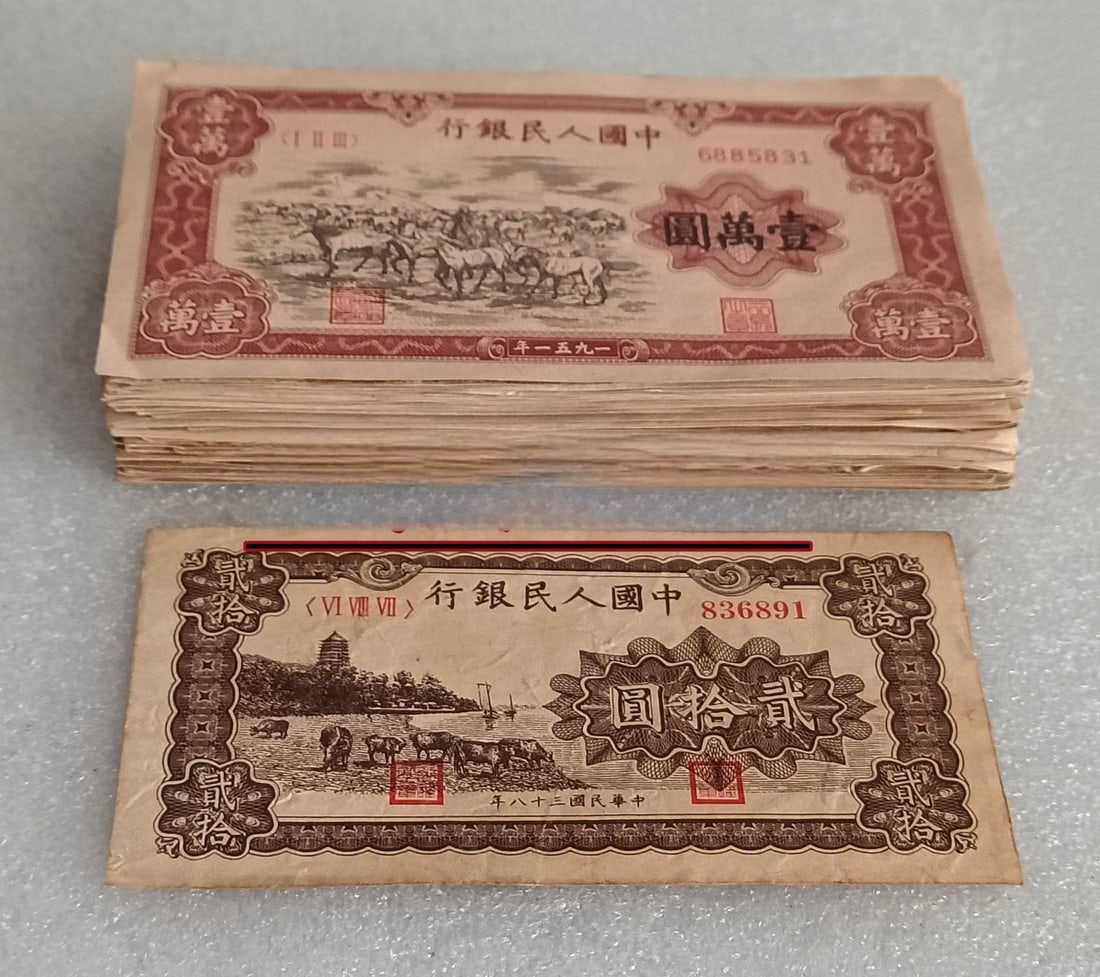 壹萬
〈Ⅰ Ⅱ Ⅲ〉
中國人民銀行
6885831
壹萬
壹萬圓
壹萬
一九五一年
壹萬
貳拾
〈Ⅵ Ⅷ Ⅶ〉
中國人民銀行
836891
貳拾
貳拾圓
貳拾
中華民國三十八年
貳拾